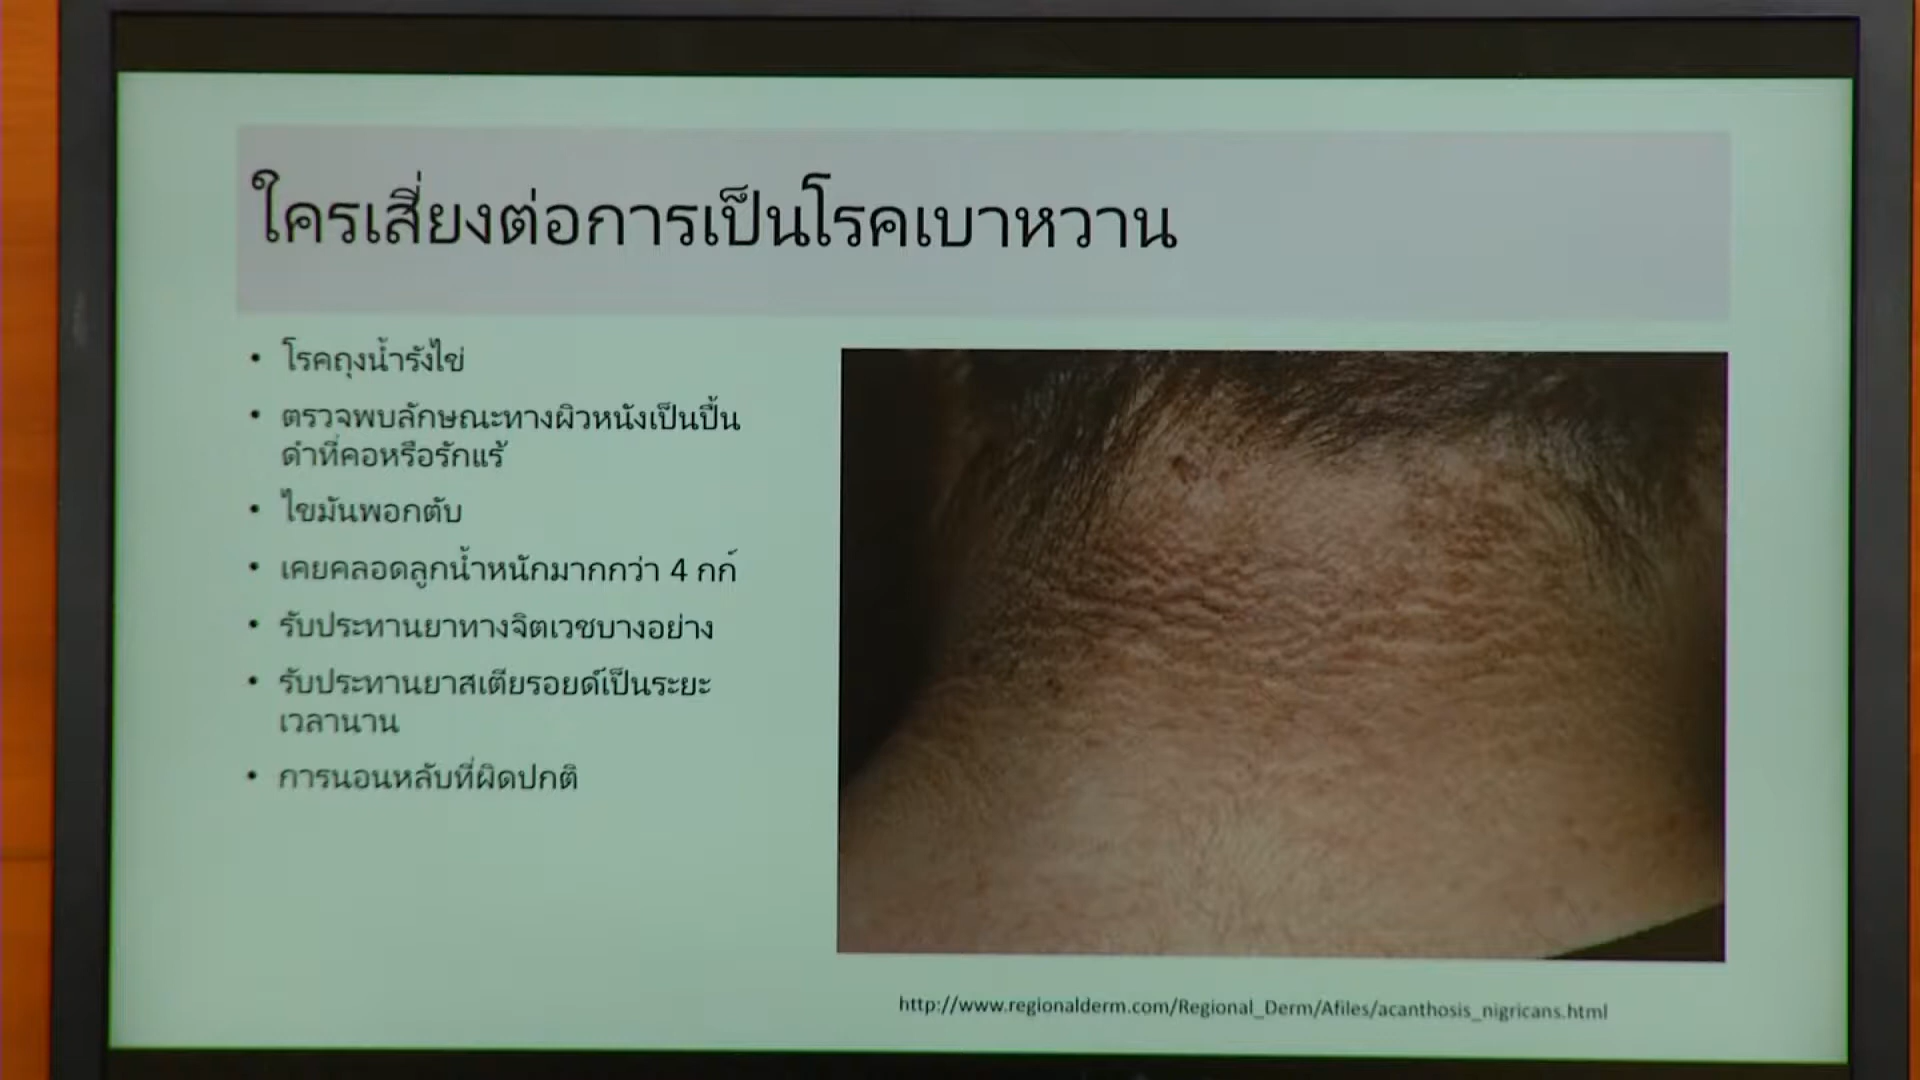 ใครเสี่ยงต่อการเป็นโรคเบาหวาน
• โรคถุงน้ำรังไข่
• ตรวจพบลักษณะทางผิวหนังเป็นปื้น
ดำที่คอหรือรักแร้
• ไขมันพอกตับ
• เคยคลอดลูกน้ำหนักมากกว่า 4 กก์
• รับประทานยาทางจิตเวชบางอย่าง
• รับประทานยาสเตียรอยด์เป็นระยะ
เวลานาน
• การนอนหลับที่ผิดปกติ
http://www.regionalderm.com/Regional_Derm/Afiles/acanthosis_nigricans.html